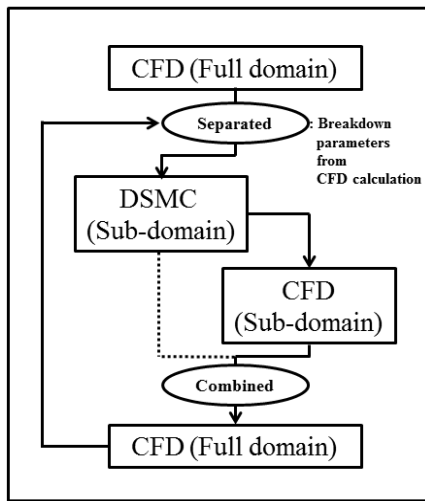 CFD (Full domain)
Separated
: Breakdown
parameters
from
CFD calculation
DSMC
(Sub-domain)
CFD
(Sub-domain)
Combined
CFD (Full domain)